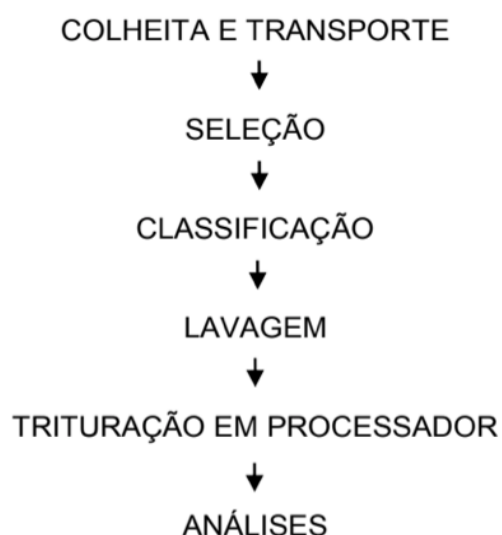 COLHEITA E TRANSPORTE
SELEÇÃO
CLASSIFICAÇÃO
LAVAGEM
TRITURAÇÃO EM PROCESSADOR
ANÁLISES